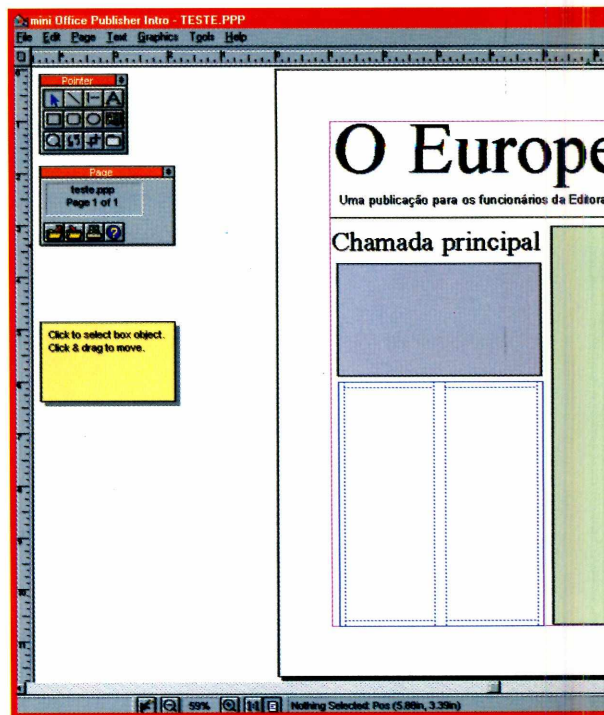 mini Office Publisher Intro - TESTE.PPP
File Edit Page Text Graphics Tools Help
Pointer
Page
teste.ppp
Page 1 of 1
Click to select box object.
Click & drag to move.
O Europe
Uma publicação para os funcionários da Editora
Chamada principal
59%
1:1
Nothing Selected: Pos (5.88in, 3.39in)